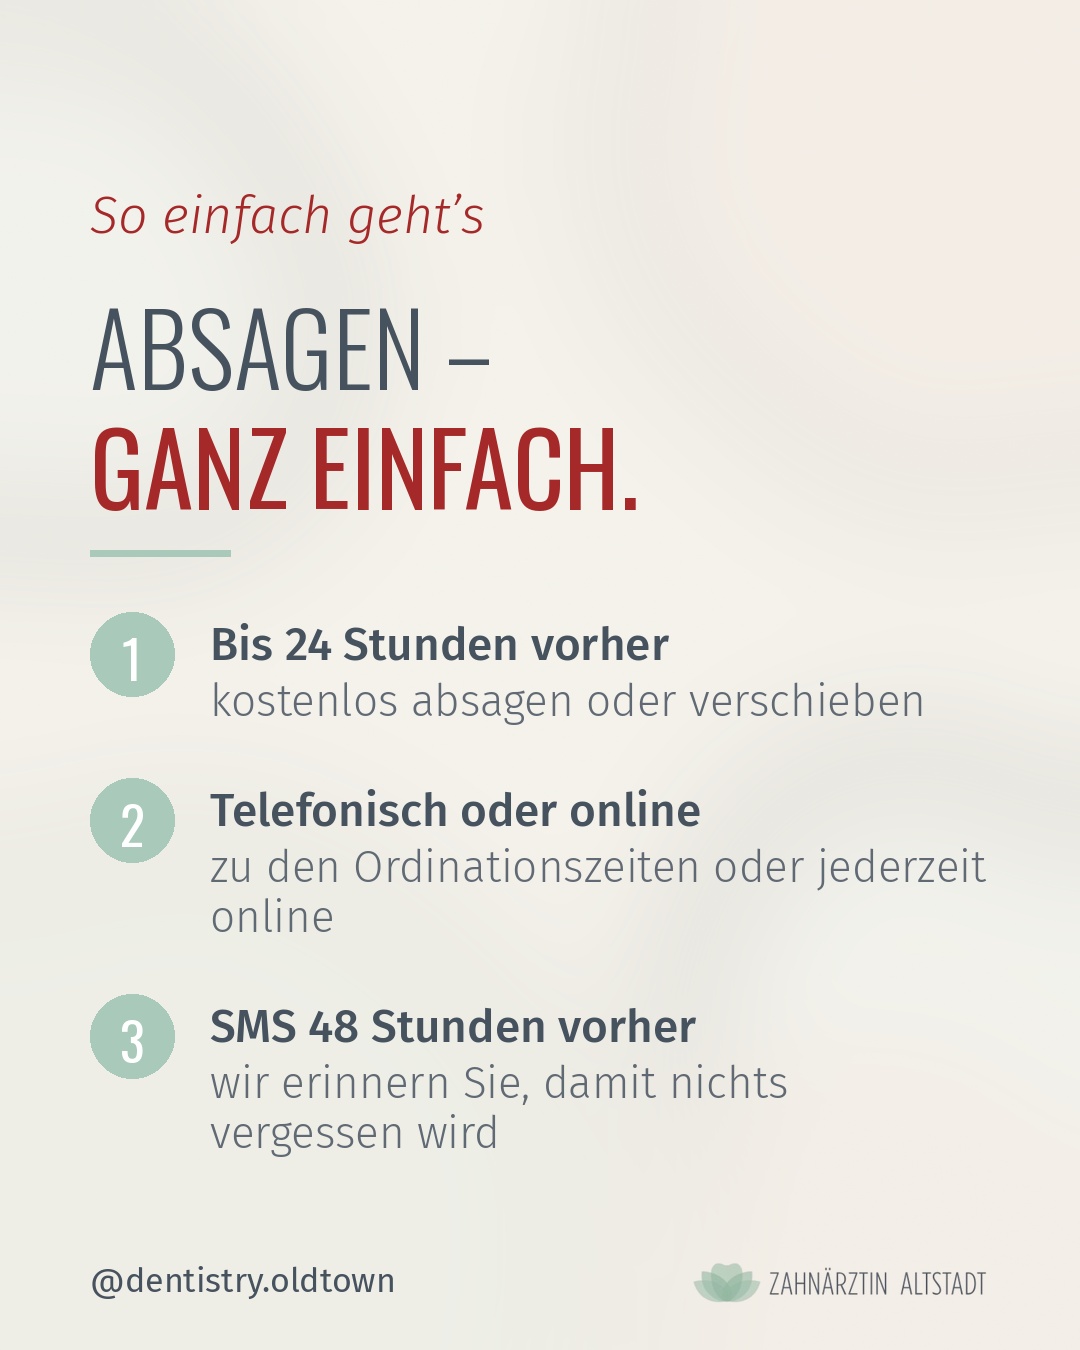 So einfach geht’s
ABSAGEN –
GANZ EINFACH.
1
Bis 24 Stunden vorher
kostenlos absagen oder verschieben
2
Telefonisch oder online
zu den Ordinationszeiten oder jederzeit
online
3
SMS 48 Stunden vorher
wir erinnern Sie, damit nichts
vergessen wird
@dentistry.oldtown
ZAHNÄRZTIN ALTSTADT